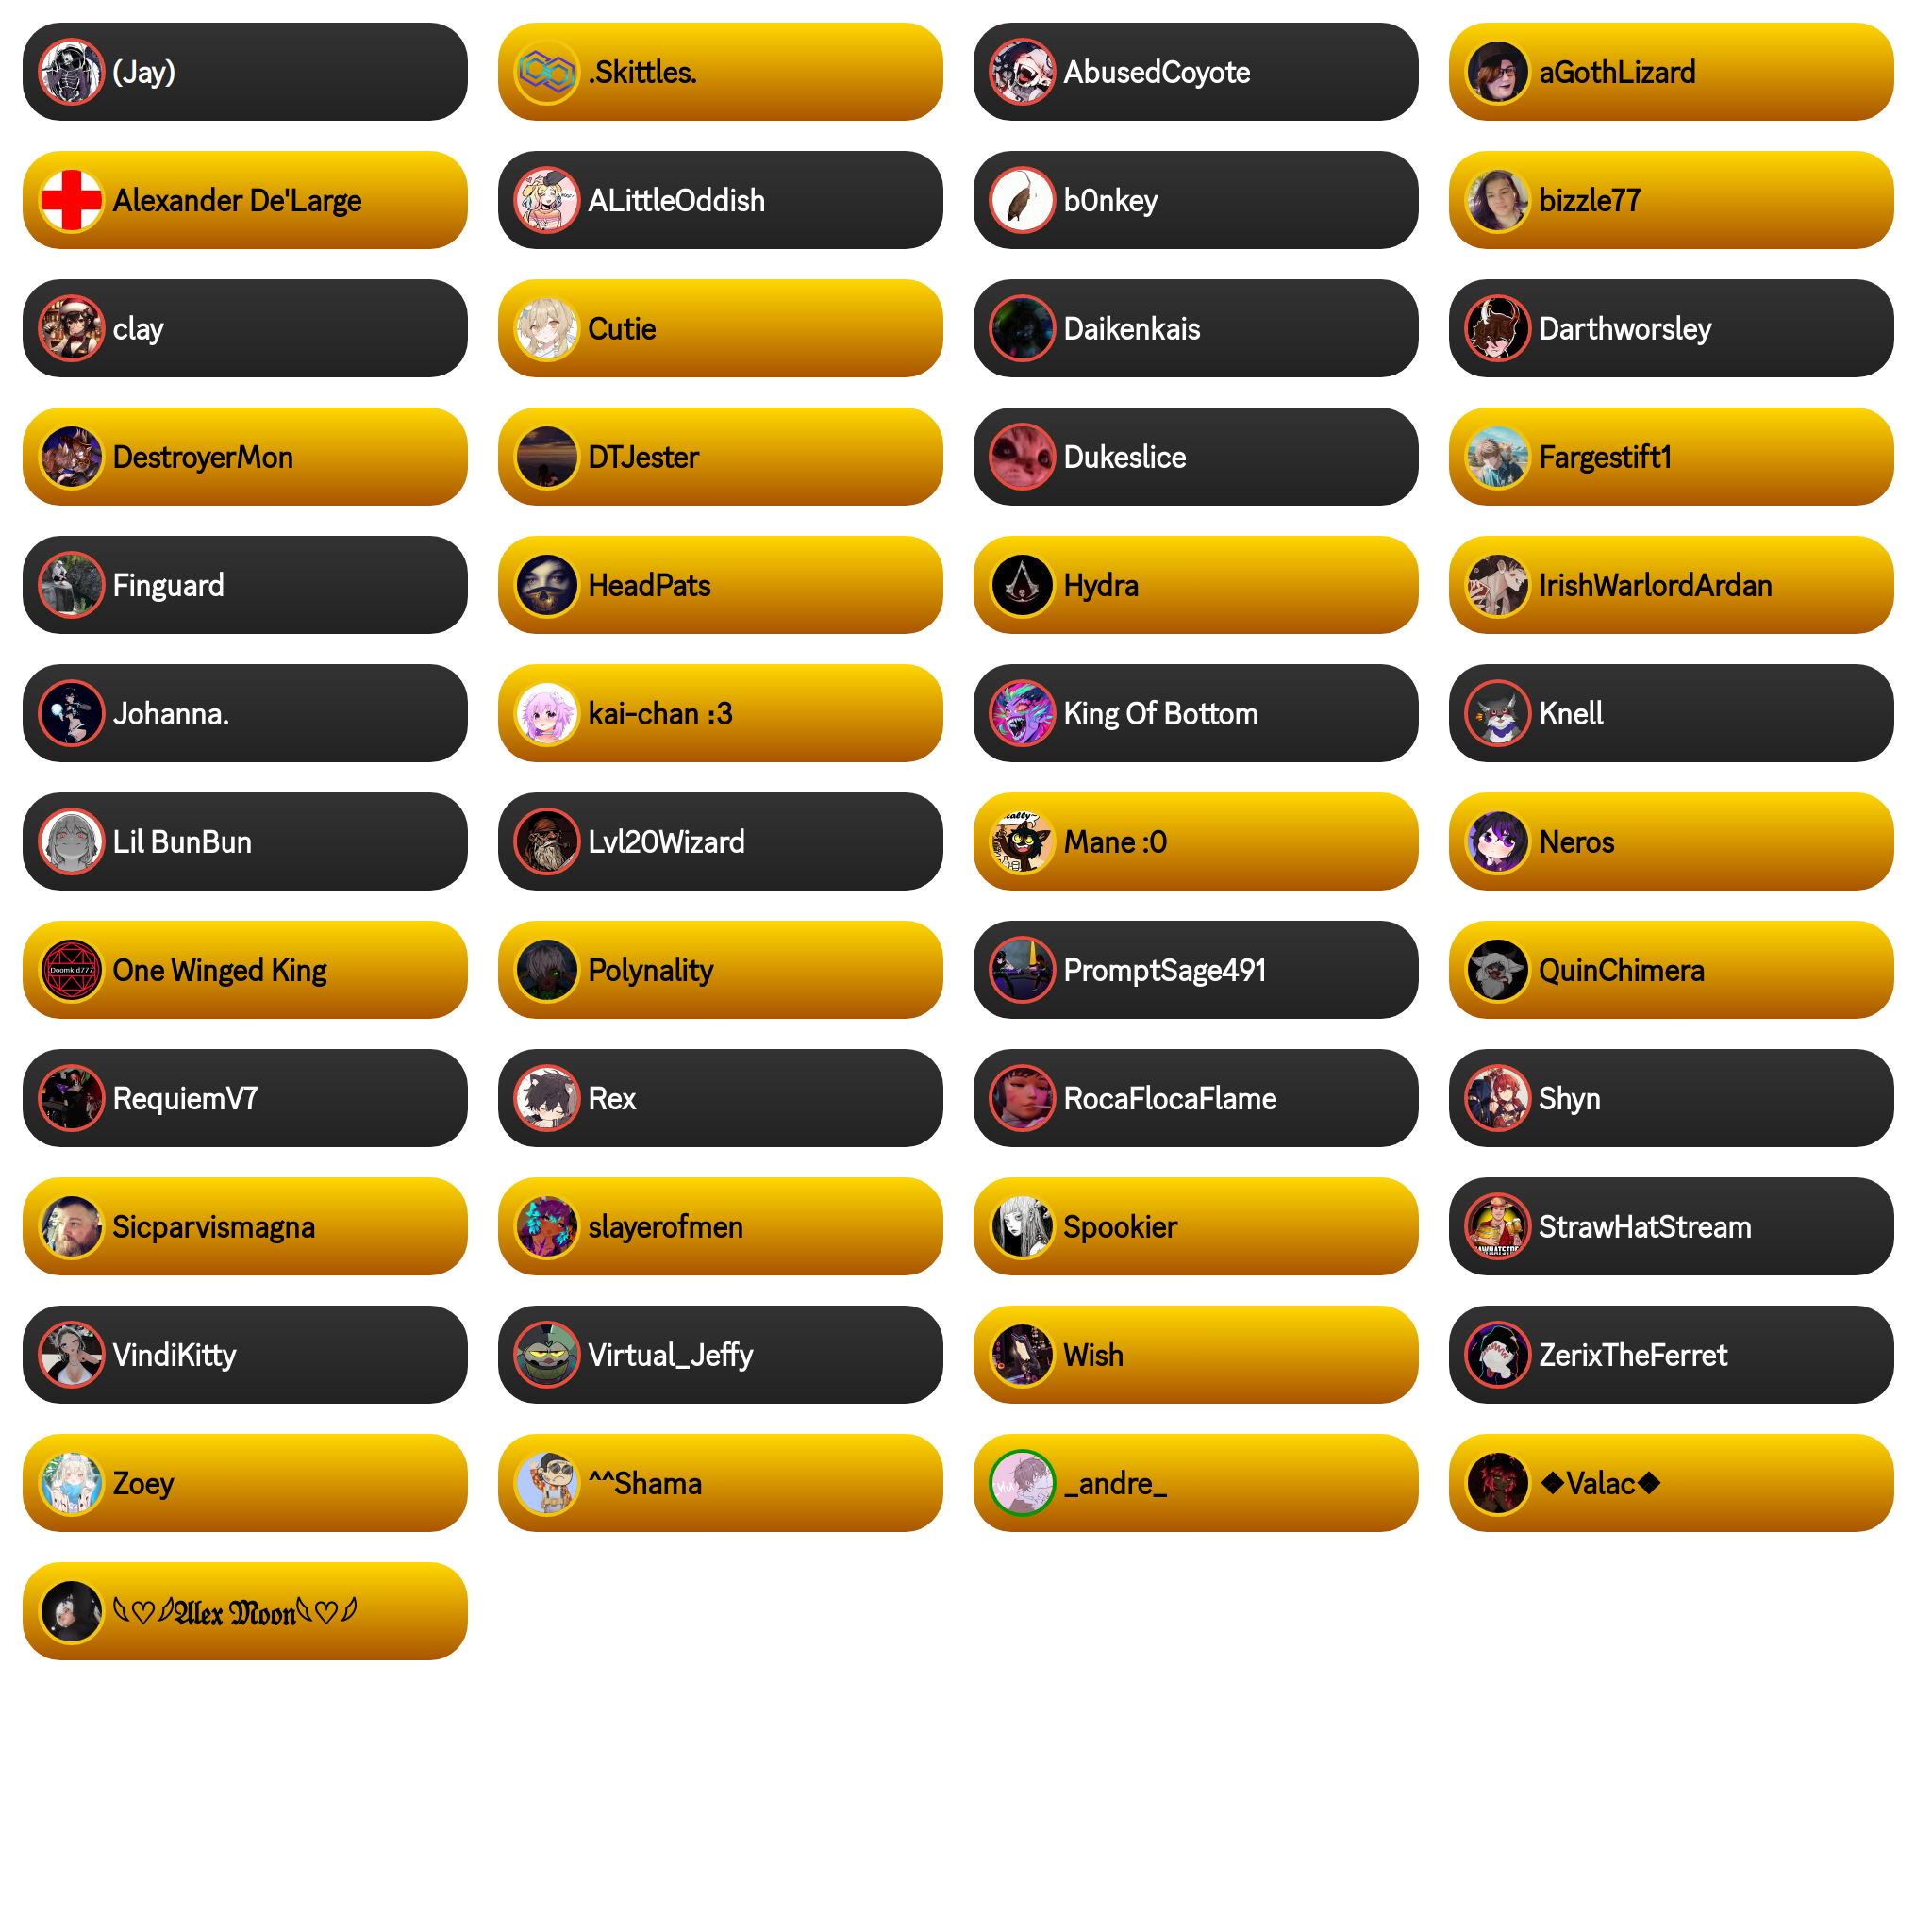 (Jay)
.Skittles.
AbusedCoyote
aGothLizard
Alexander De'Large
ALittleOddish
b0nkey
bizzle77
clay
Cutie
Daikenkais
Darthworsley
DestroyerMon
DTJester
Dukeslice
Fargestift1
Finguard
HeadPats
Hydra
IrishWarlordArdan
Johanna.
kai-chan :3
King Of Bottom
Knell
Lil BunBun
Lvl20Wizard
Mane :0
Neros
Doomkid777
One Winged King
Polynality
PromptSage491
QuinChimera
RequiemV7
Rex
RocaFlocaFlame
Shyn
Sicparvismagna
slayerofmen
Spookier
StrawHatStream
VindiKitty
Virtual_Jeffy
Wish
ZerixTheFerret
Zoey
^^Shama
_andre_
❖Valac❖
𓆩♡𓆪𝕬𝖑𝖊𝖝 𝕸𝖔𝖔𝖓𓆩♡𓆪